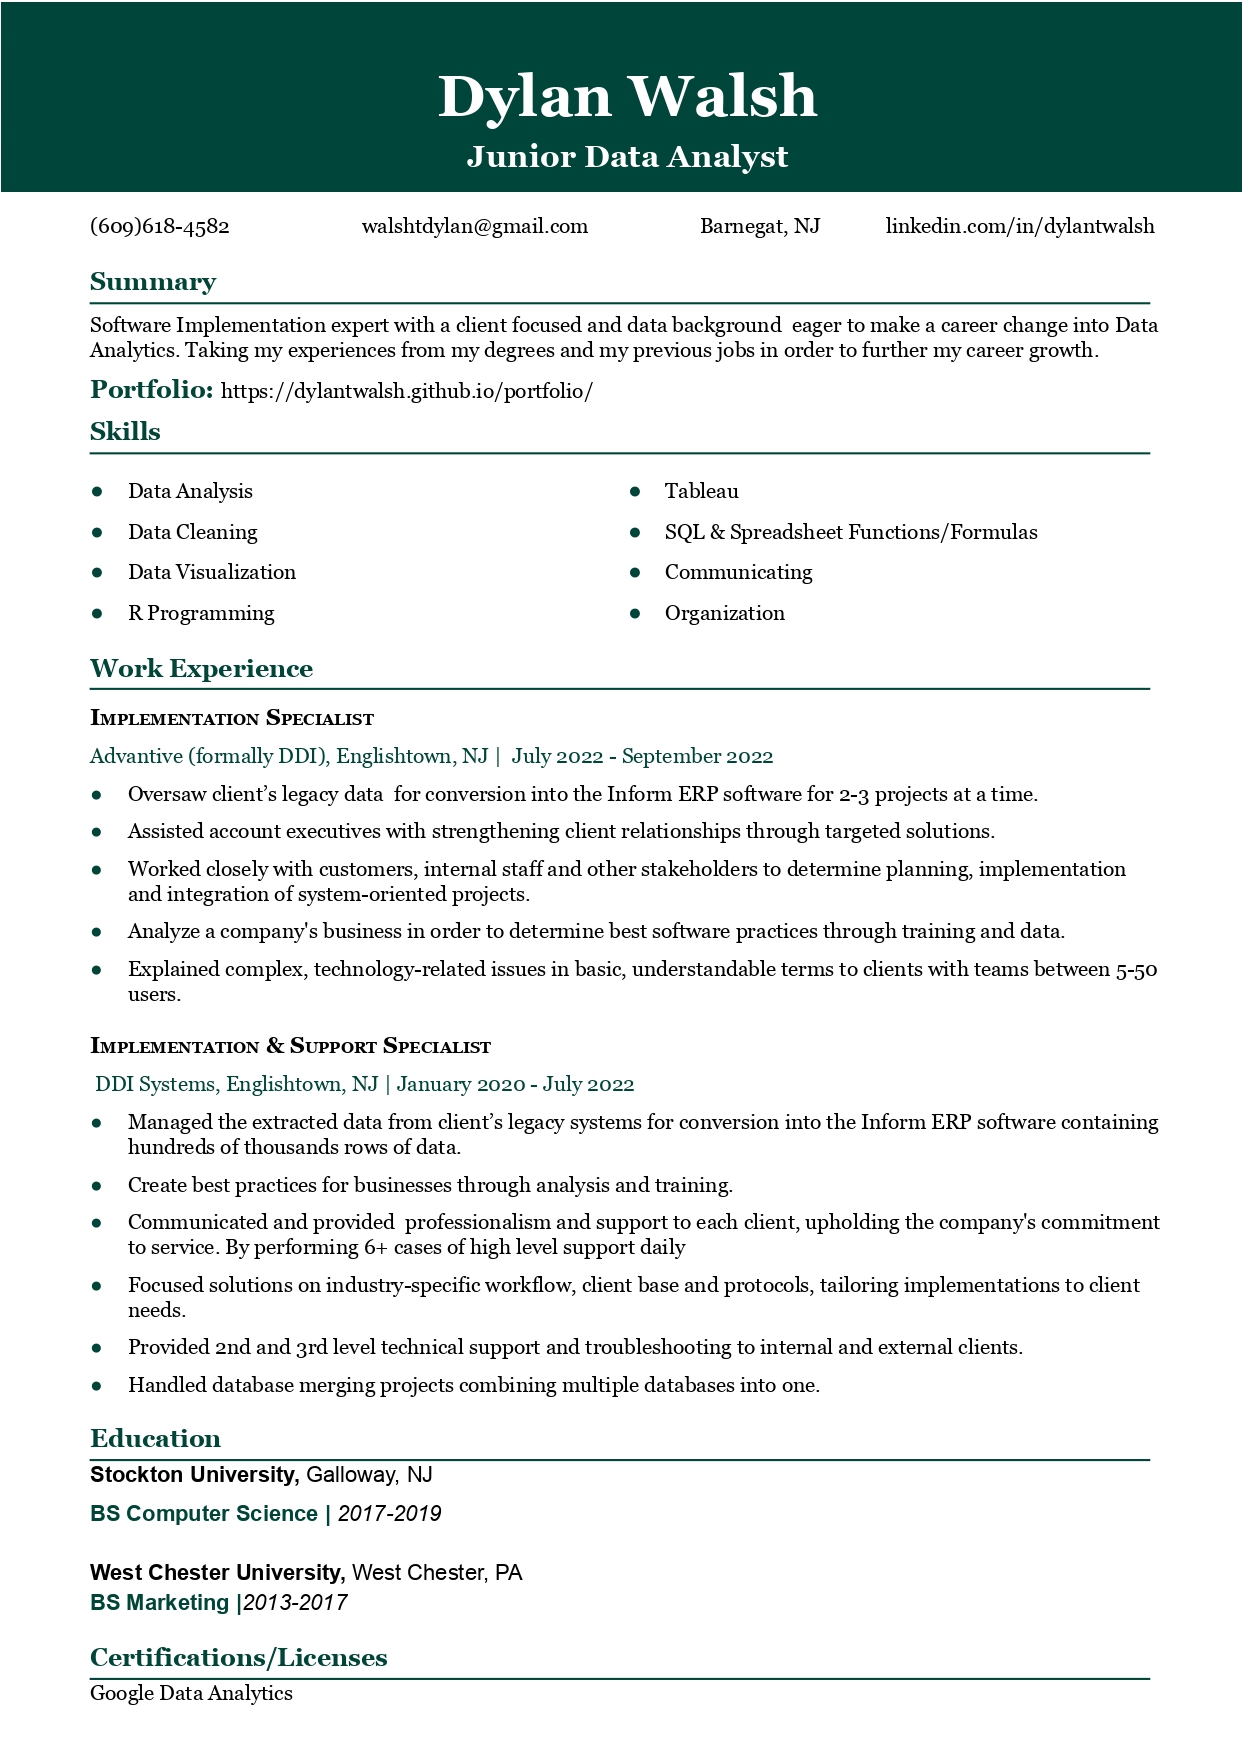 Dylan Walsh
Junior Data Analyst
(609)618-4582 walshtdylan@gmail.com Barnegat, NJ linkedin.com/in/dylantwalsh
Summary
Software Implementation expert with a client focused and data background  eager to make a career change into Data
Analytics. Taking my experiences from my degrees and my previous jobs in order to further my career growth.
Portfolio: https://dylantwalsh.github.io/portfolio/
Skills
● Data Analysis
● Data Cleaning
● Data Visualization
● R Programming
● Tableau
● SQL & Spreadsheet Functions/Formulas
● Communicating
● Organization
Work Experience
Implementation Specialist
Advantive (formally DDI), Englishtown, NJ |  July 2022 - September 2022
● Oversaw client’s legacy data  for conversion into the Inform ERP software for 2-3 projects at a time.
● Assisted account executives with strengthening client relationships through targeted solutions.
● Worked closely with customers, internal staff and other stakeholders to determine planning, implementation
and integration of system-oriented projects.
● Analyze a company's business in order to determine best software practices through training and data.
● Explained complex, technology-related issues in basic, understandable terms to clients with teams between 5-50
users.
Implementation & Support Specialist
DDI Systems, Englishtown, NJ | January 2020 - July 2022
● Managed the extracted data from client’s legacy systems for conversion into the Inform ERP software containing
hundreds of thousands rows of data.
● Create best practices for businesses through analysis and training.
● Communicated and provided  professionalism and support to each client, upholding the company's commitment
to service. By performing 6+ cases of high level support daily
● Focused solutions on industry-specific workflow, client base and protocols, tailoring implementations to client
needs.
● Provided 2nd and 3rd level technical support and troubleshooting to internal and external clients.
● Handled database merging projects combining multiple databases into one.
Education
Stockton University, Galloway, NJ
BS Computer Science | 2017-2019
West Chester University, West Chester, PA
BS Marketing |2013-2017
Certifications/Licenses
Google Data Analytics